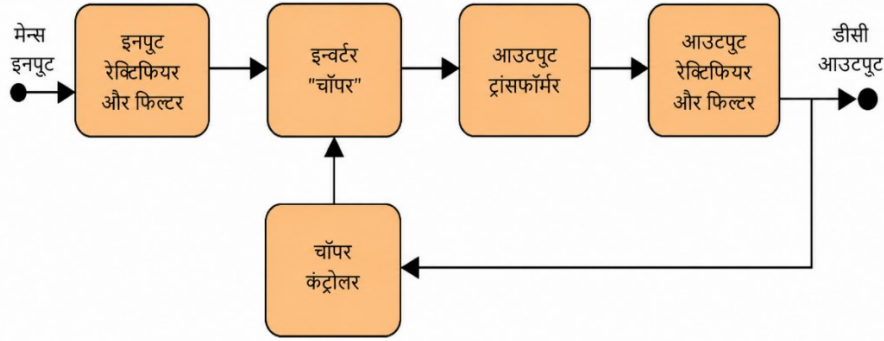 मेन्स
इनपुट
इनपुट
रेक्टिफियर
और फिल्टर
इन्वर्टर
"चॉपर"
आउटपुट
ट्रांसफॉर्मर
आउटपुट
रेक्टिफियर
और फिल्टर
डीसी
आउटपुट
चॉपर
कंट्रोलर